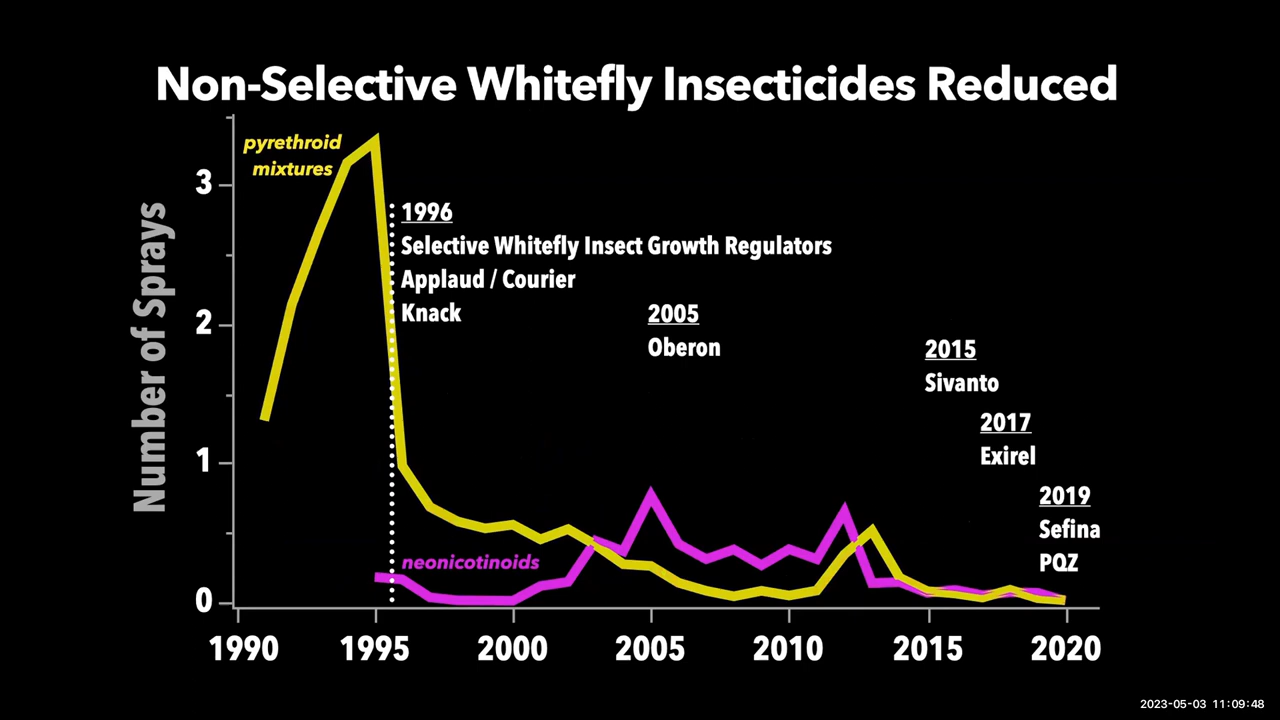 Non-Selective Whitefly Insecticides Reduced
pyrethroid
mixtures
Number of Sprays
3
2
1
0
1996
Selective Whitefly Insect Growth Regulators
Applaud / Courier
Knack
2005
Oberon
2015
Sivanto
2017
Exirel
2019
Sefina
PQZ
neonicotinoids
1990 1995 2000 2005 2010 2015 2020
2023-05-03 11:09:48